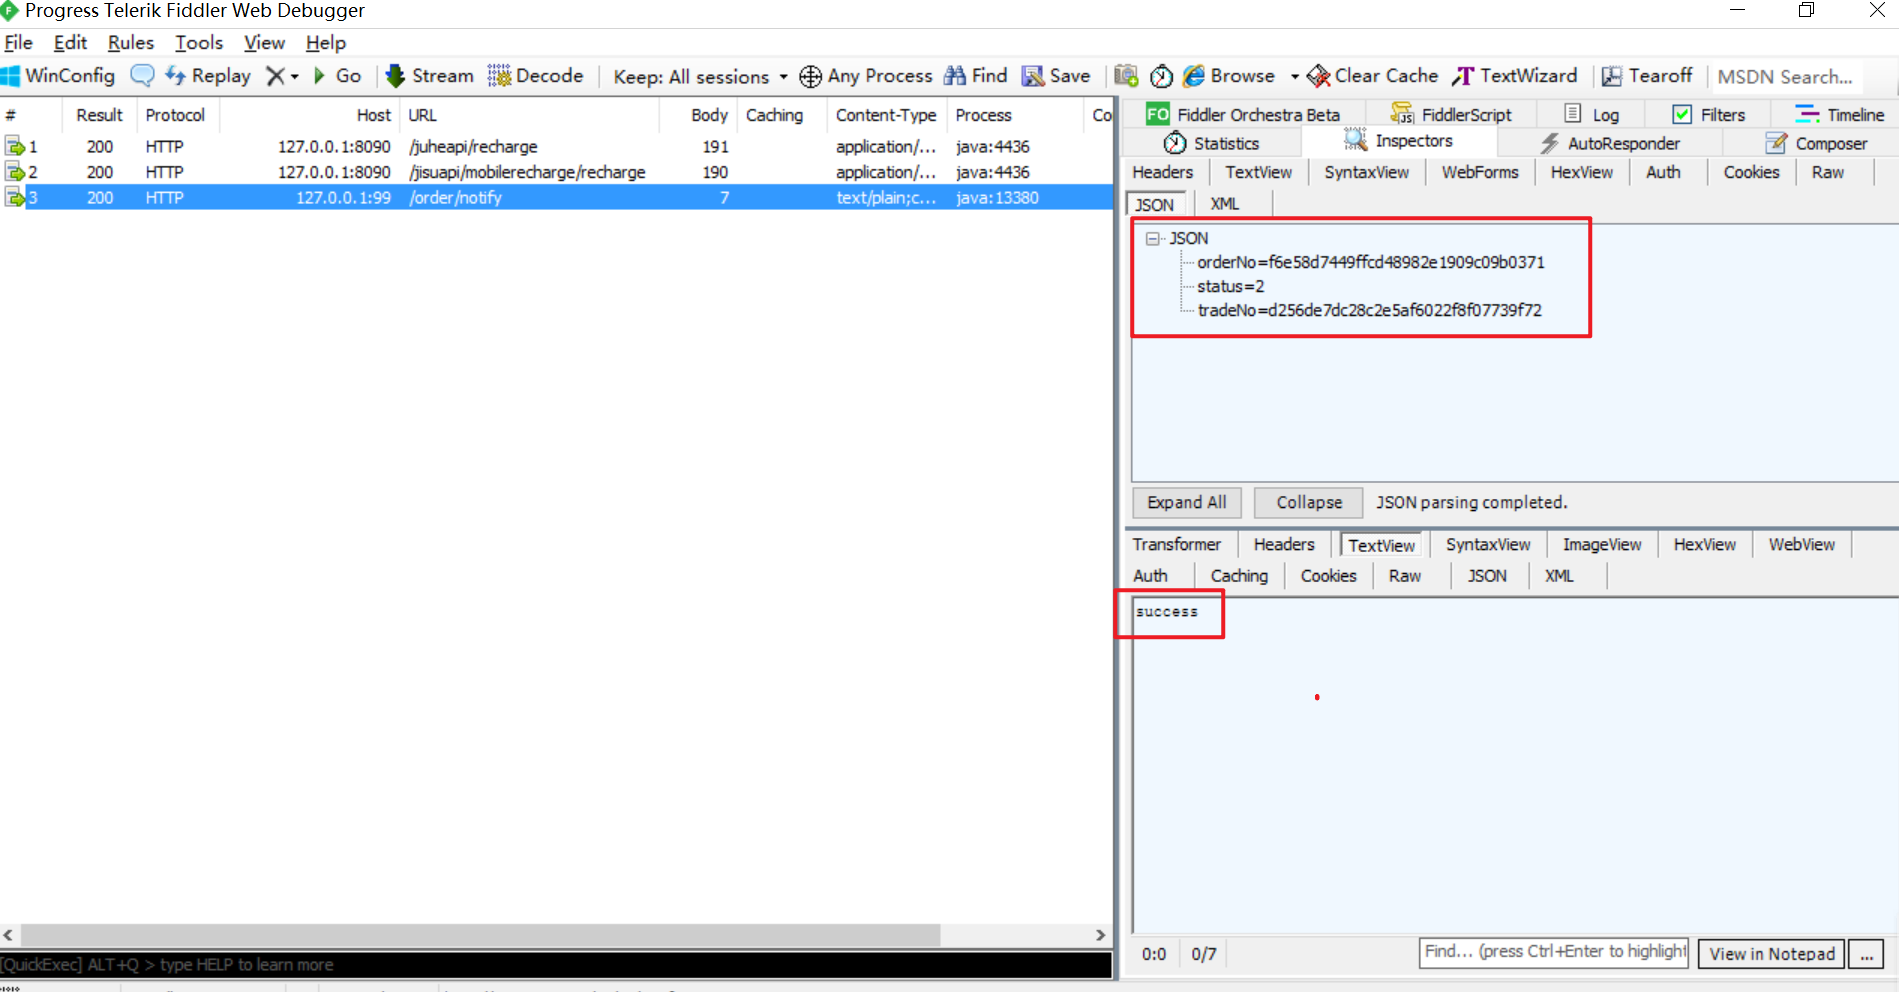 Progress Telerik Fiddler Web Debugger
File Edit Rules Tools View Help
WinConfig Replay Go Stream Decode Keep: All sessions Any Process Find Save Browse Clear Cache TextWizard Tearoff MSDN Search...
# Result Protocol Host URL Body Caching Content-Type Process Co
1 200 HTTP 127.0.0.1:8090 /juheapi/recharge 191 application/... java:4436
2 200 HTTP 127.0.0.1:8090 /jisuapi/mobilerecharge/recharge 190 application/... java:4436
3 200 HTTP 127.0.0.1:99 /order/notify 7 text/plain;c... java:13380
FO Fiddler Orchestra Beta FiddlerScript Log Filters Timeline
Statistics Inspectors AutoResponder Composer
Headers TextView SyntaxView WebForms HexView Auth Cookies Raw
JSON XML
JSON
orderNo=f6e58d7449ffcd48982e1909c09b0371
status=2
tradeNo=d256de7dc28c2e5af6022f8f07739f72
Expand All Collapse JSON parsing completed.
Transformer Headers TextView SyntaxView ImageView HexView WebView
Auth Caching Cookies Raw JSON XML
success
0:0 0/7 Find... (press Ctrl+Enter to highlight View in Notepad ...
[QuickExec] ALT+Q > type HELP to learn more